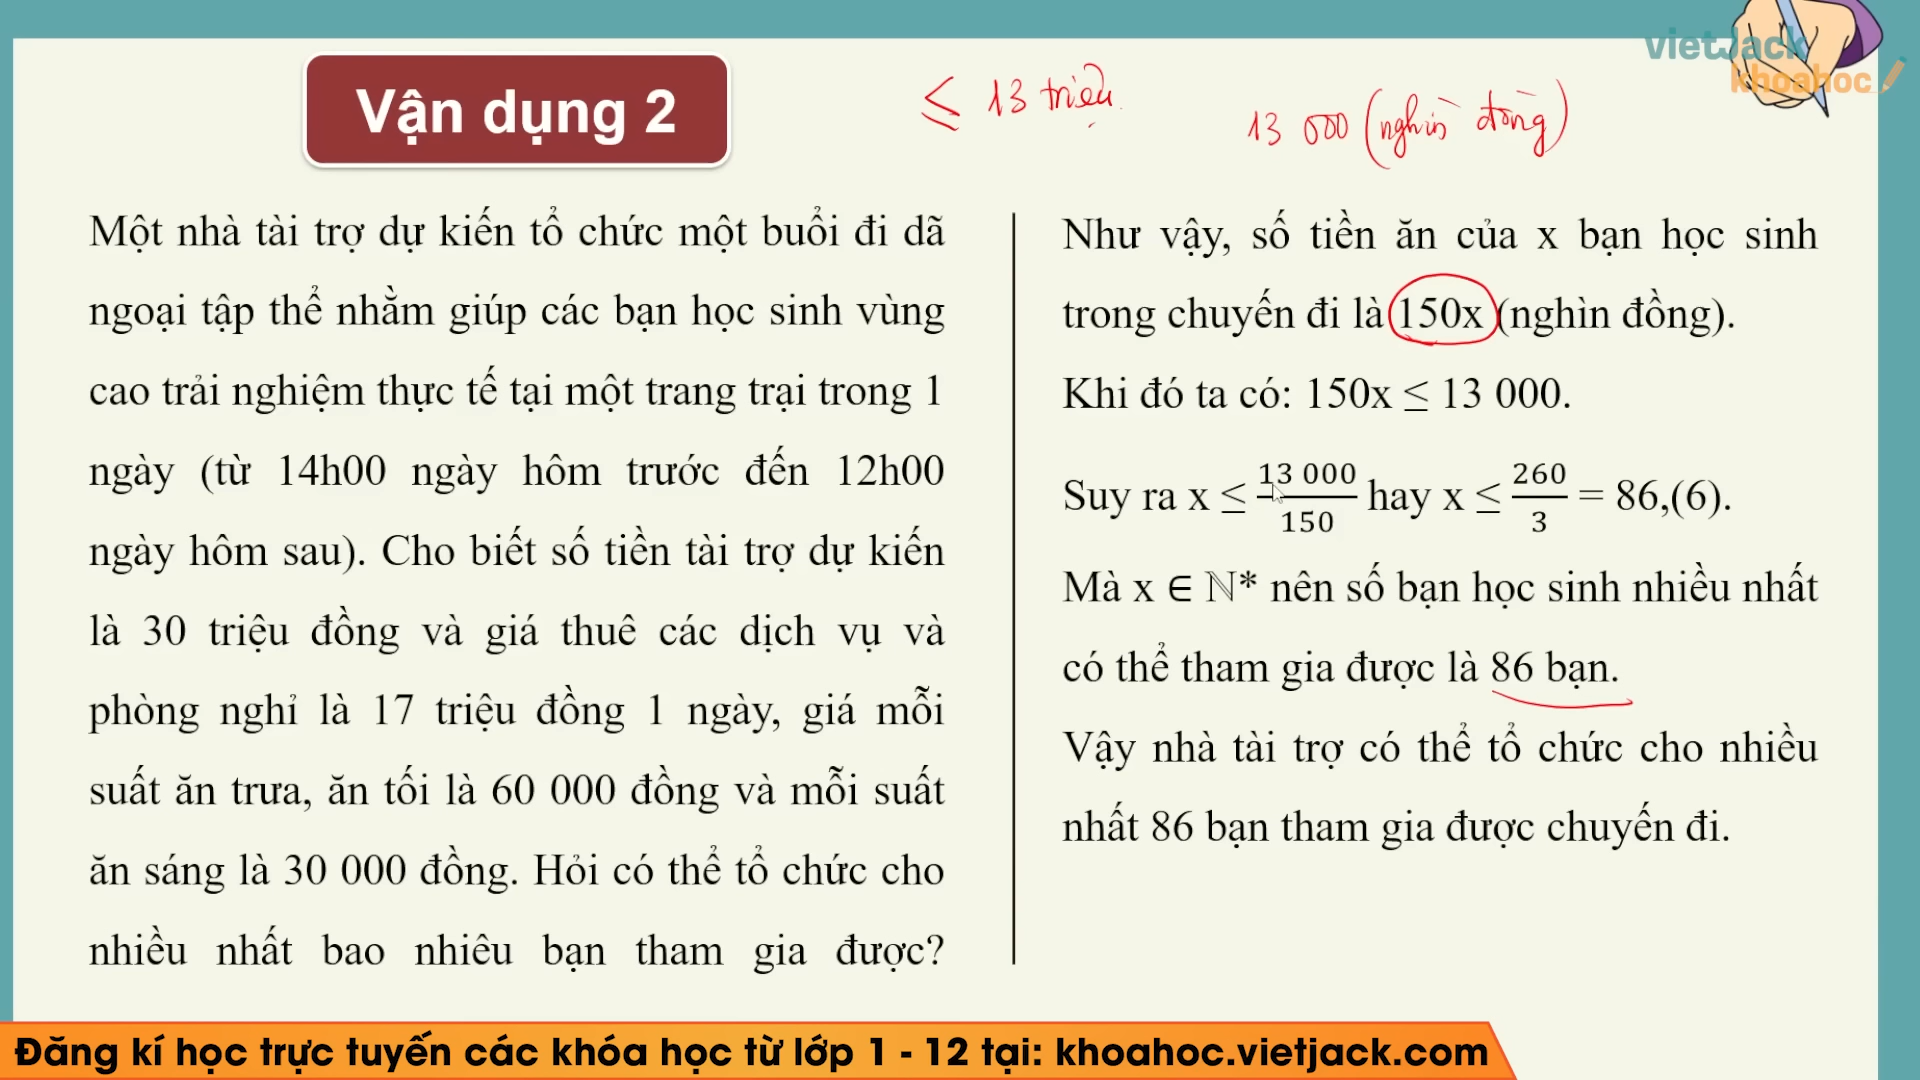 vietJack
khoahoc
Vận dụng 2
≤ 13 triệu
13 000 (nghìn đồng)
Một nhà tài trợ dự kiến tổ chức một buổi đi dã
ngoại tập thể nhằm giúp các bạn học sinh vùng
cao trải nghiệm thực tế tại một trang trại trong 1
ngày (từ 14h00 ngày hôm trước đến 12h00
ngày hôm sau). Cho biết số tiền tài trợ dự kiến
là 30 triệu đồng và giá thuê các dịch vụ và
phòng nghỉ là 17 triệu đồng 1 ngày, giá mỗi
suất ăn trưa, ăn tối là 60 000 đồng và mỗi suất
ăn sáng là 30 000 đồng. Hỏi có thể tổ chức cho
nhiều nhất bao nhiêu bạn tham gia được?
Như vậy, số tiền ăn của x bạn học sinh
trong chuyến đi là 150x (nghìn đồng).
Khi đó ta có: 150x ≤ 13 000.
Suy ra x ≤ 13 000/150 hay x ≤ 260/3 = 86,(6).
Mà x ∈ ℕ* nên số bạn học sinh nhiều nhất
có thể tham gia được là 86 bạn.
Vậy nhà tài trợ có thể tổ chức cho nhiều
nhất 86 bạn tham gia được chuyến đi.
Đăng kí học trực tuyến các khóa học từ lớp 1 - 12 tại: khoahoc.vietjack.com